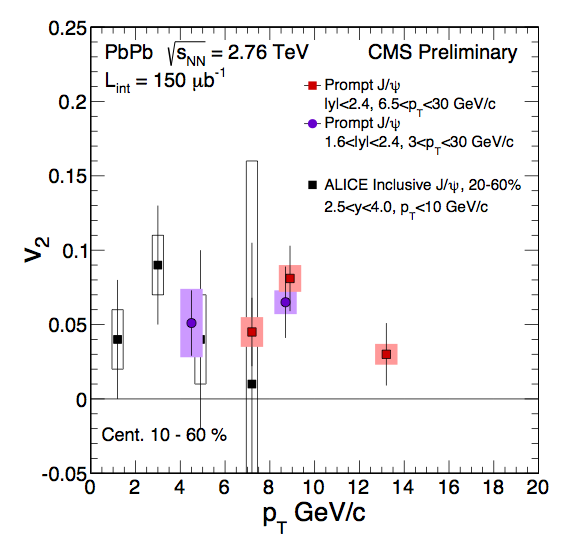 PbPb √s_NN = 2.76 TeV
CMS Preliminary
L_int = 150 μb⁻¹
Prompt J/ψ
|y|<2.4, 6.5<p_T<30 GeV/c
Prompt J/ψ
1.6<|y|<2.4, 3<p_T<30 GeV/c
ALICE Inclusive J/ψ, 20-60%
2.5<y<4.0, p_T<10 GeV/c
Cent. 10 - 60 %
v_2
0.25
0.2
0.15
0.1
0.05
0
-0.05
0 2 4 6 8 10 12 14 16 18 20
p_T GeV/c